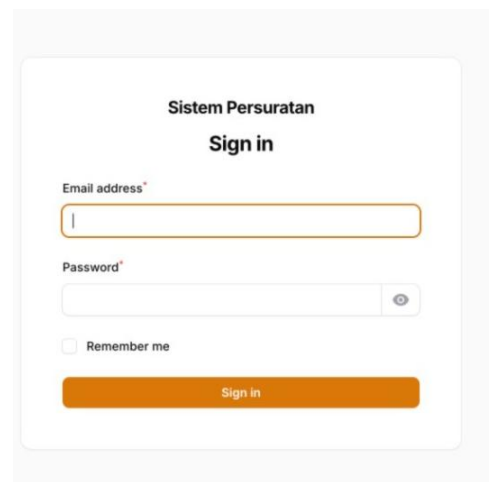 Sistem Persuratan
Sign in
Email address*
Password*
Remember me
Sign in